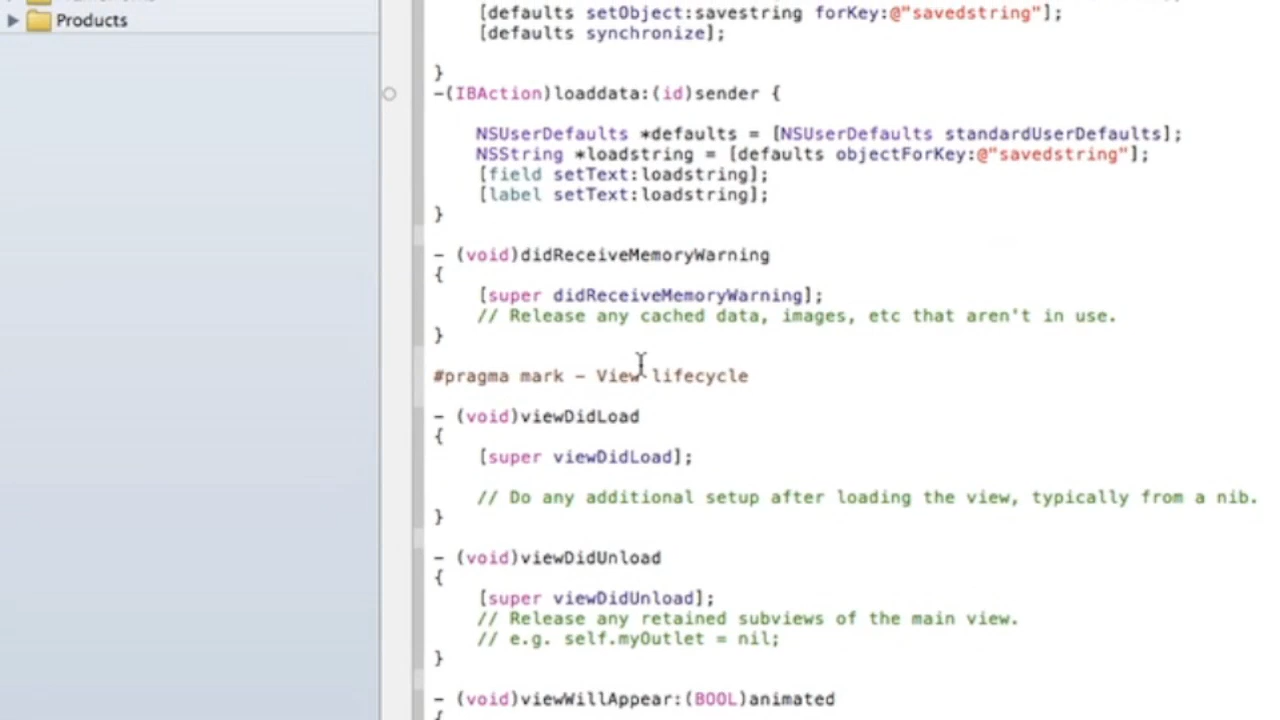 Products
[defaults setObject:savestring forKey:@"savedstring"];
[defaults synchronize];
}
-(IBAction)loaddata:(id)sender {
NSUserDefaults *defaults = [NSUserDefaults standardUserDefaults];
NSString *loadstring = [defaults objectForKey:@"savedstring"];
[field setText:loadstring];
[label setText:loadstring];
}
- (void)didReceiveMemoryWarning
{
[super didReceiveMemoryWarning];
// Release any cached data, images, etc that aren't in use.
}
#pragma mark - View lifecycle
- (void)viewDidLoad
{
[super viewDidLoad];
// Do any additional setup after loading the view, typically from a nib.
}
- (void)viewDidUnload
{
[super viewDidUnload];
// Release any retained subviews of the main view.
// e.g. self.myOutlet = nil;
}
- (void)viewWillAppear:(BOOL)animated
{